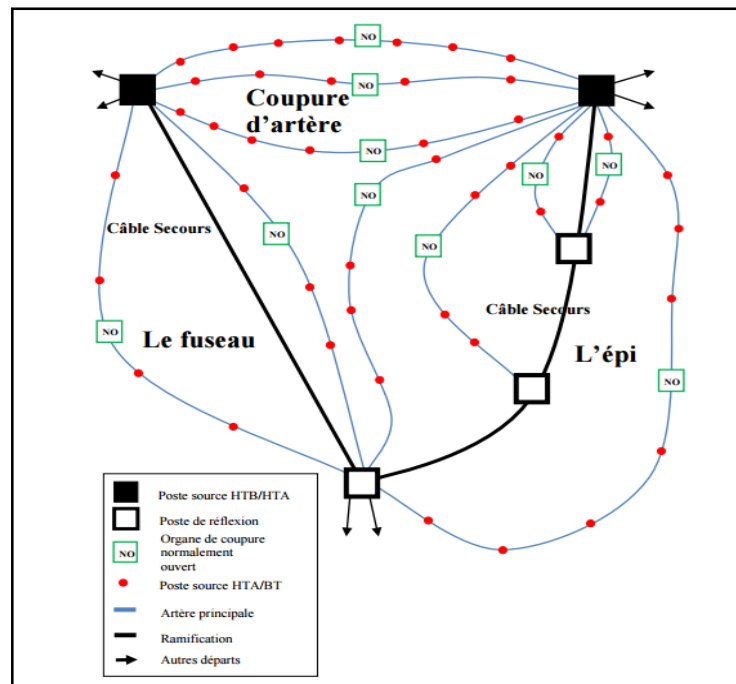 NO
NO
Coupure
d'artère
NO
NO
NO
NO
Câble Secours
NO
NO
Câble Secours
Le fuseau
NO
L'épi
NO
Poste source HTB/HTA
Poste de réflexion
Organe de coupure
normalement
ouvert
NO
Poste source HTA/BT
Artère principale
Ramification
Autres départs